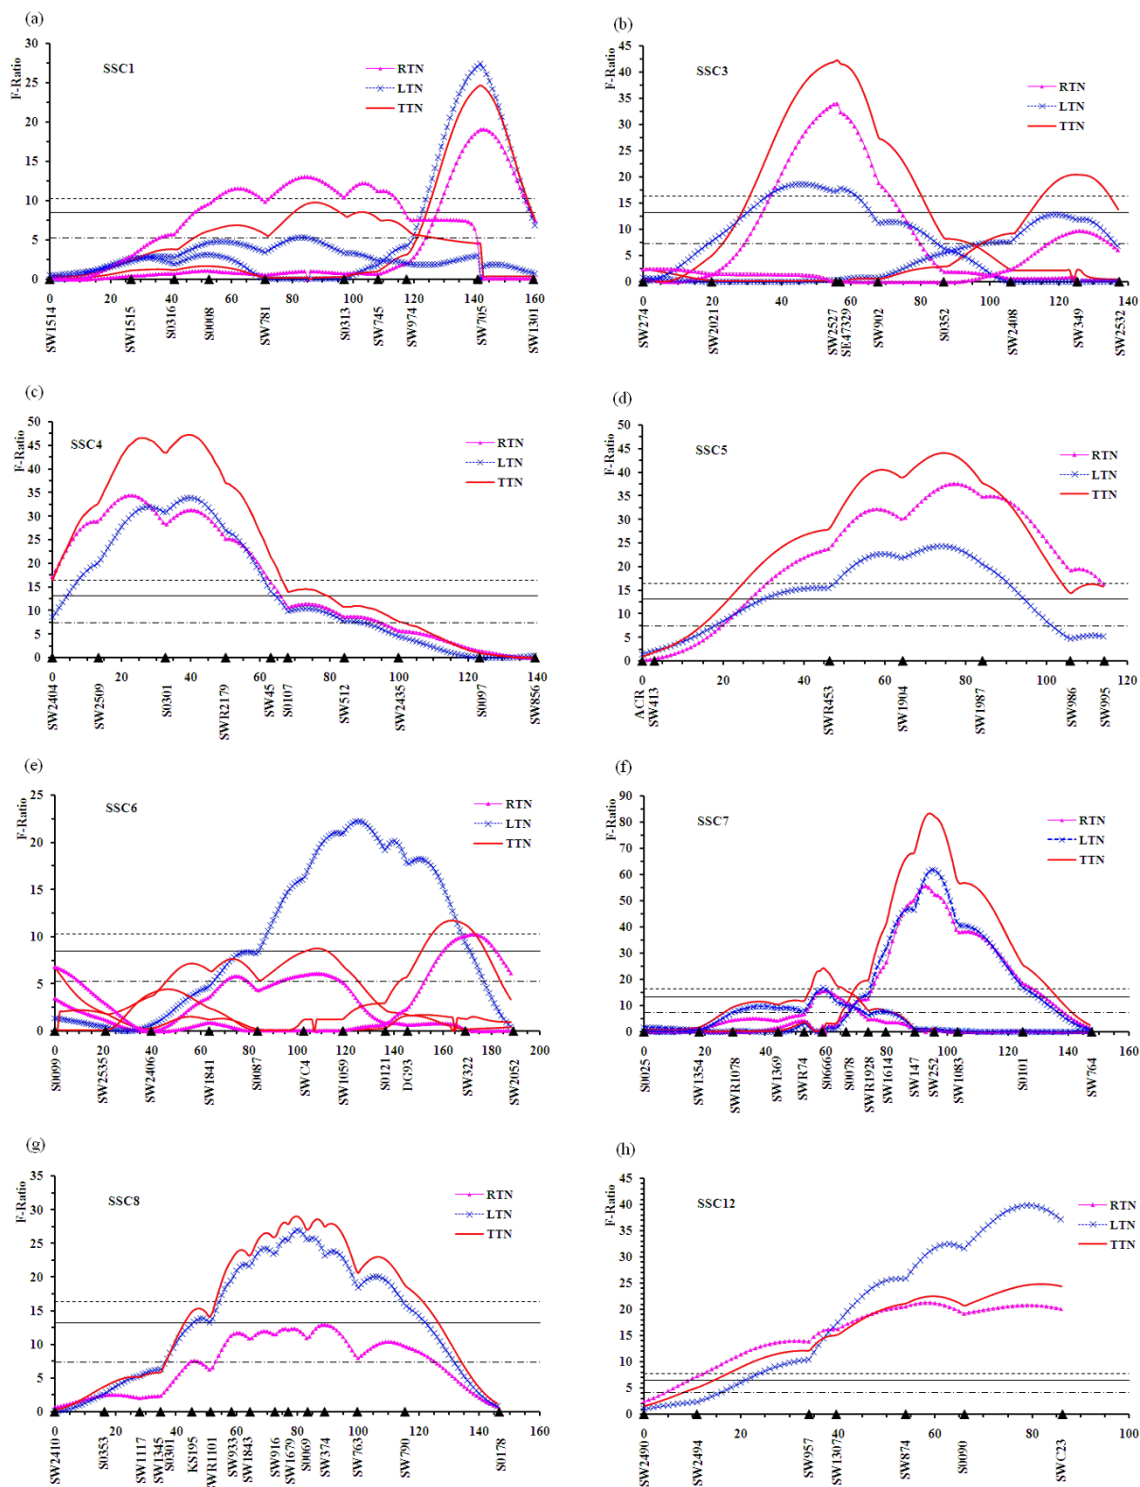 (a)
F-Ratio
SSC1
RTN
LTN
TTN
30
25
20
15
10
5
0
0 20 40 60 80 100 120 140 160
SW1514 SW1515 S0316 S0008 SW781 S0313 SW745 SW974 SW705 SW1301
(b)
F-Ratio
SSC3
RTN
LTN
TTN
45
40
35
30
25
20
15
10
5
0
0 20 40 60 80 100 120 140
SW274 SW2021 SW2527 SE47329 SW902 S0352 SW2408 SW349 SW2532
(c)
F-Ratio
SSC4
RTN
LTN
TTN
50
45
40
35
30
25
20
15
10
5
0
0 20 40 60 80 100 120 140
SW2404 SW2509 S0301 SWR2179 SW45 S0107 SW512 SW2435 S0097 SW856
(d)
F-Ratio
SSC5
RTN
LTN
TTN
50
45
40
35
30
25
20
15
10
5
0
0 20 40 60 80 100 120
ACR SW413 SWR453 SW1904 SW1987 SW986 SW995
(e)
F-Ratio
SSC6
RTN
LTN
TTN
25
20
15
10
5
0
0 20 40 60 80 100 120 140 160 180 200
S0099 SW2535 SW2406 SW1841 S0087 SWC4 SW1059 S0121 DG93 SW322 SW2052
(f)
F-Ratio
SSC7
RTN
LTN
TTN
90
80
70
60
50
40
30
20
10
0
0 20 40 60 80 100 120 140 160
S0025 SW1354 SWR1078 SW1369 SWR74 S0666 S0078 SWR1928 SW1614 SW147 SW252 SW1083 S0101 SW764
(g)
F-Ratio
SSC8
RTN
LTN
TTN
35
30
25
20
15
10
5
0
0 20 40 60 80 100 120 140 160
SW2410 S0353 SW1117 SW1345 S0301 KS195 SWR1101 SW933 SW1843 SW916 SW1679 S0069 SW374 SW763 SW790 S0178
(h)
F-Ratio
SSC12
RTN
LTN
TTN
45
40
35
30
25
20
15
10
5
0
0 20 40 60 80 100
SW2490 SW2494 SW957 SW1307S SW874 S0090 SWC23